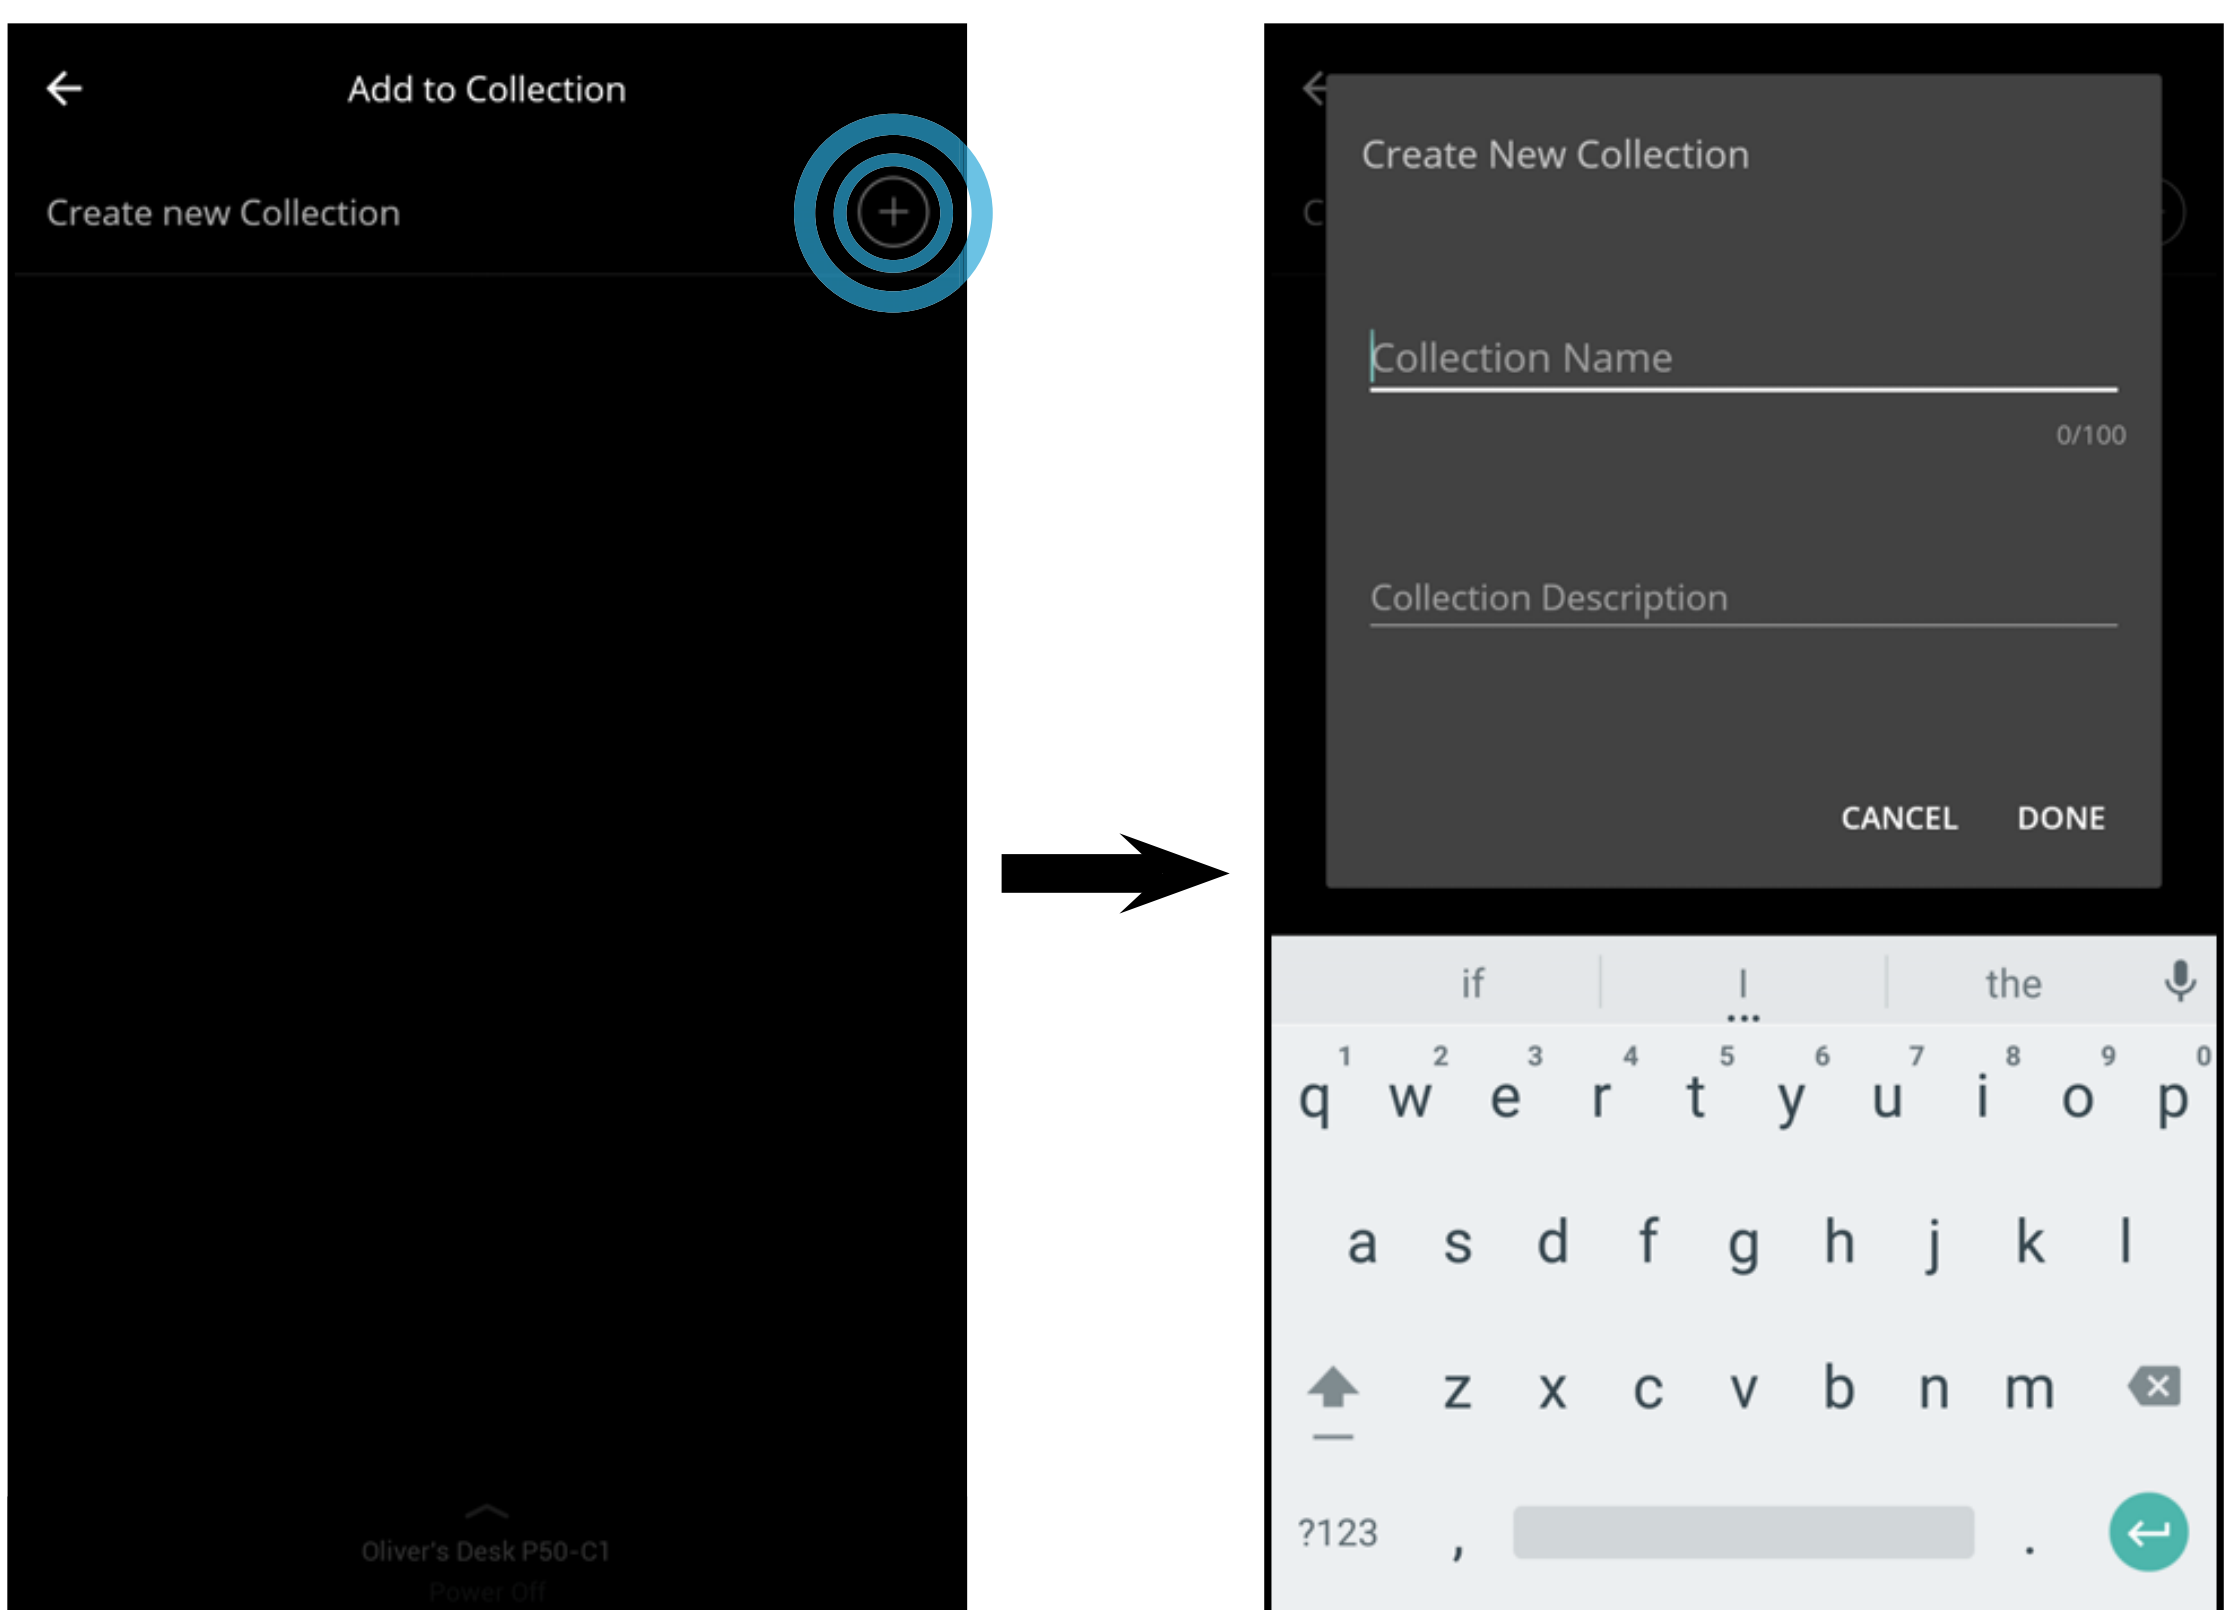 Add to Collection
Create new Collection
Oliver's Desk P50-C1
Power Off
Create New Collection
C
Collection Name
0/100
Collection Description
CANCEL DONE
if I the
1 2 3 4 5 6 7 8 9 0
q w e r t y u i o p
a s d f g h j k l
z x c v b n m
?123 , .